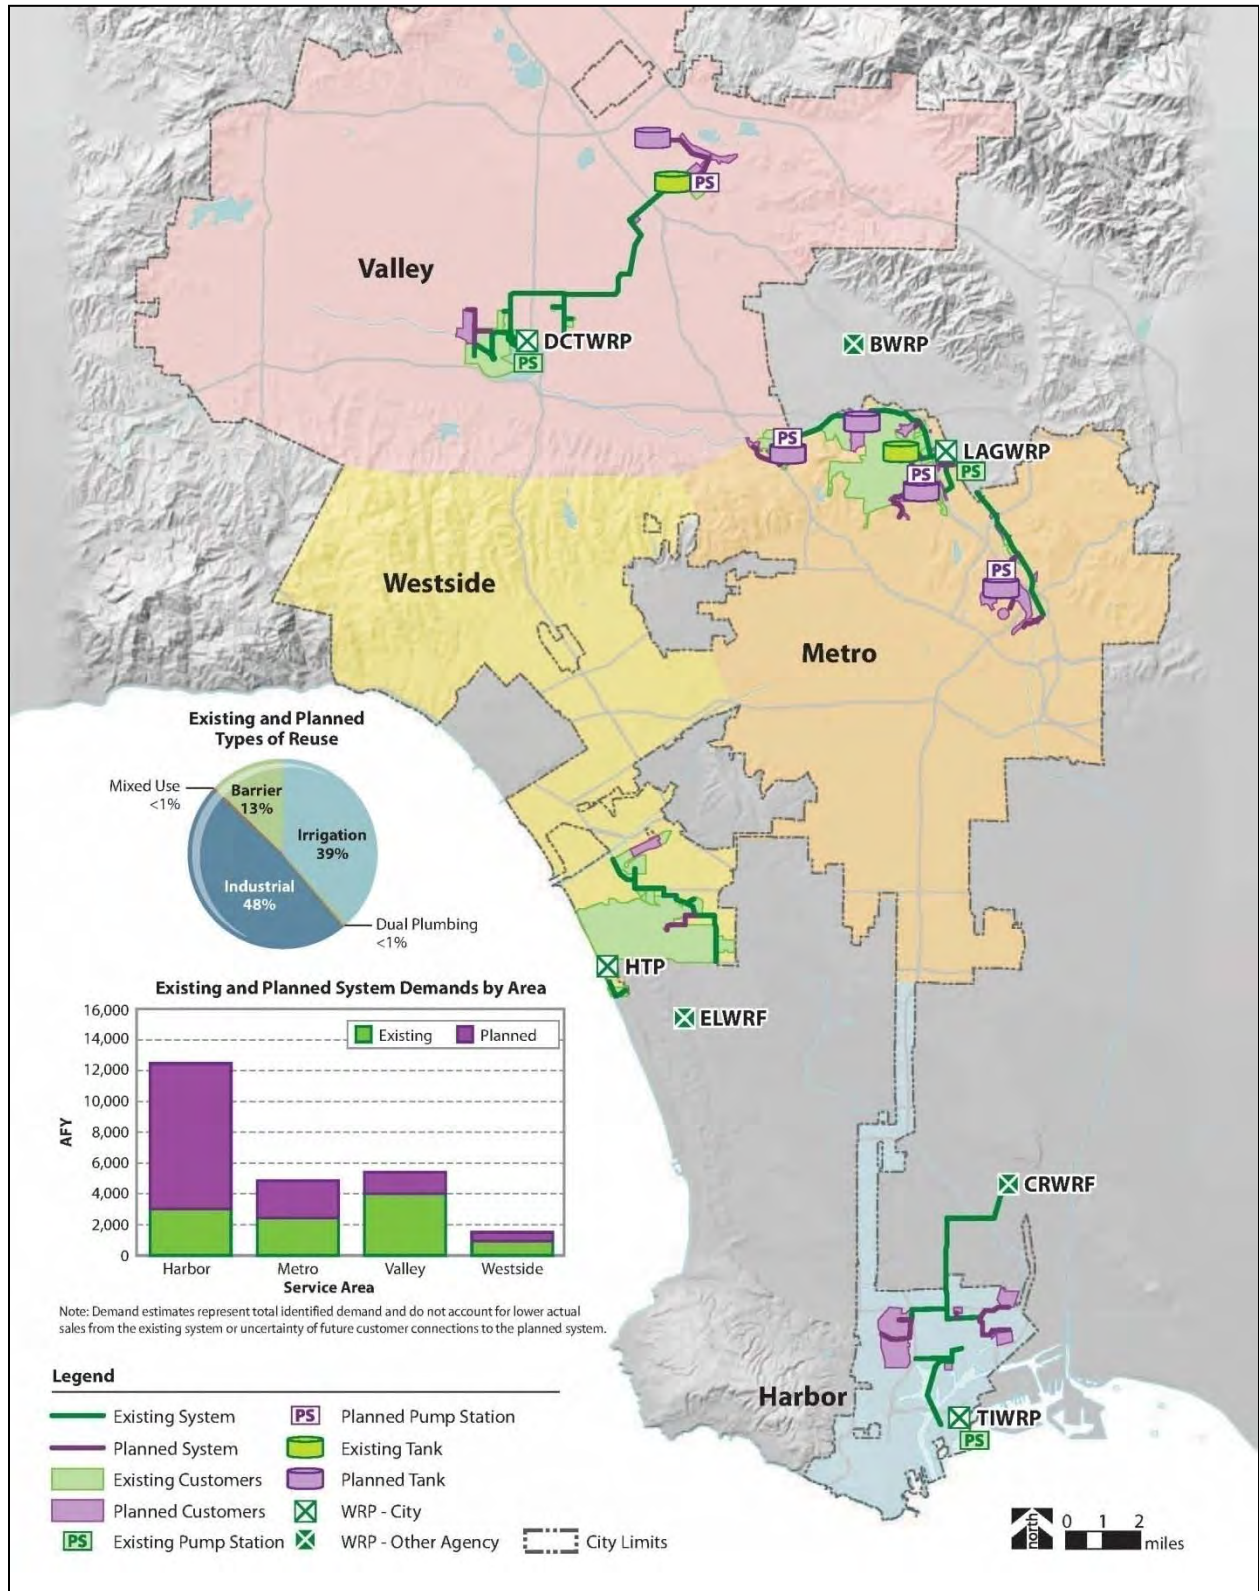 PS
Valley
DCTWRP
PS
BWRP
PS
LAGWRP
PS
PS
Westside
PS
Metro
Existing and Planned
Types of Reuse
Mixed Use
<1%
Barrier
13%
Irrigation
39%
Industrial
48%
Dual Plumbing
<1%
HTP
ELWRF
Existing and Planned System Demands by Area
16,000
14,000
12,000
10,000
8,000
6,000
4,000
2,000
0
AFY
Existing
Planned
Harbor
Metro
Valley
Westside
Service Area
Note: Demand estimates represent total identified demand and do not account for lower actual
sales from the existing system or uncertainty of future customer connections to the planned system.
CRWRF
Harbor
TIWRP
PS
Legend
Existing System
PS Planned Pump Station
Planned System
Existing Tank
Existing Customers
Planned Tank
Planned Customers
WRP - City
PS Existing Pump Station
WRP - Other Agency
City Limits
north
0 1 2
miles